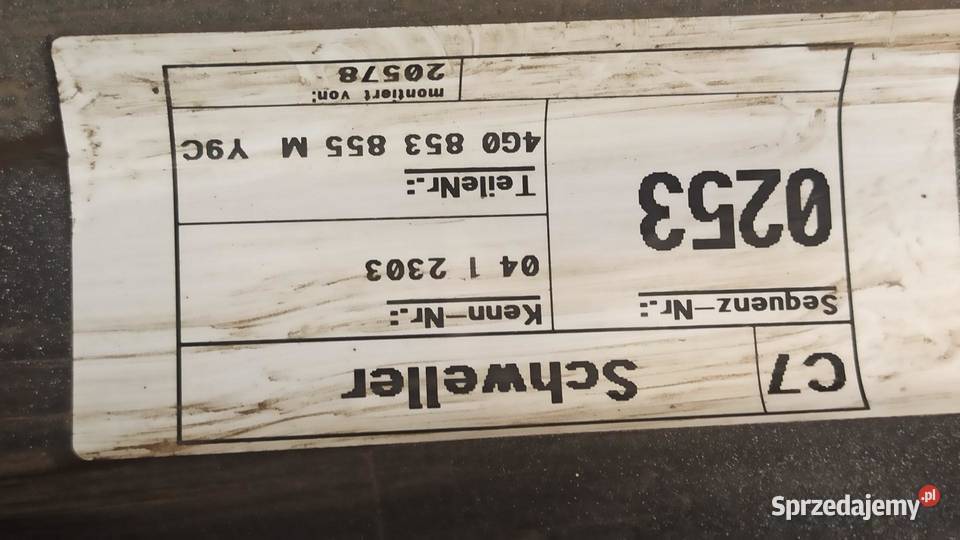 C7 Schweller
Sequenz-Nr.:
0253
Kenn-Nr.:
04 1 2303
TeileNr.:
4G0 853 855 M Y9C
montiert von:
20578
Sprzedajemy.pl